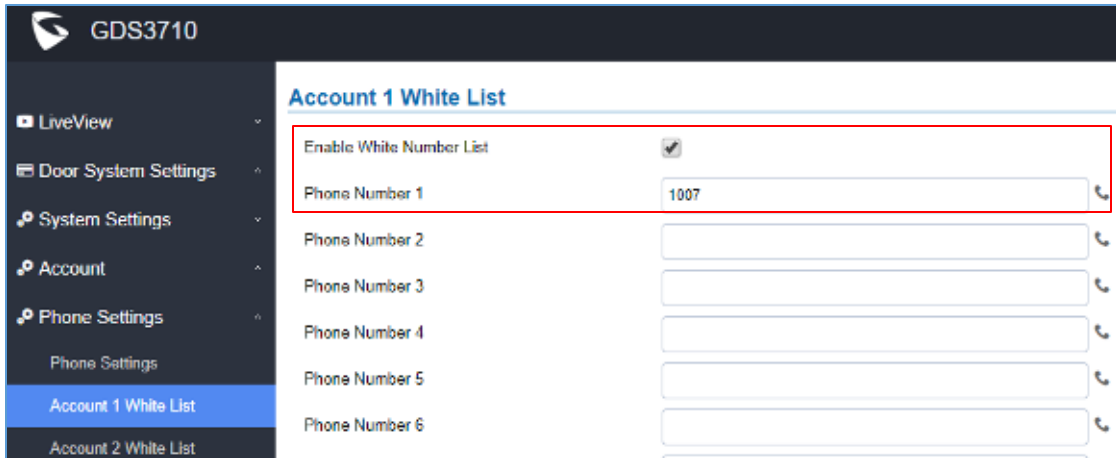 GDS3710
LiveView
Door System Settings
System Settings
Account
Phone Settings
Phone Settings
Account 1 White List
Account 2 White List
Account 1 White List
Enable White Number List
Phone Number 1
1007
Phone Number 2
Phone Number 3
Phone Number 4
Phone Number 5
Phone Number 6